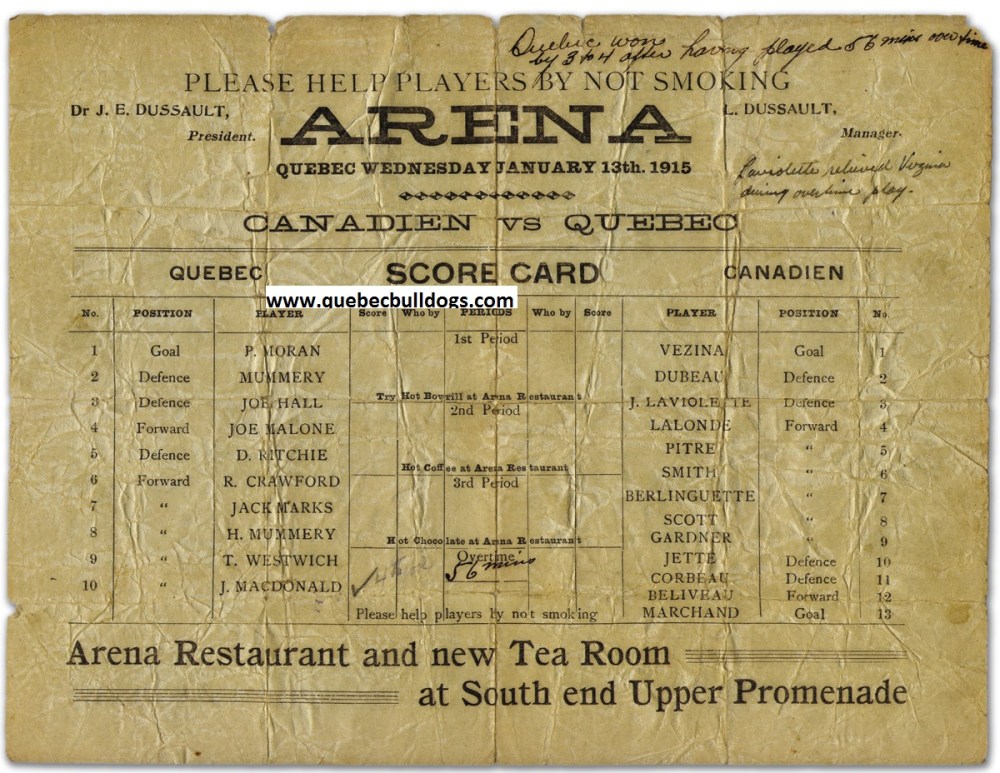 Quebec won
by 3 to 4 after having played 56 mins over time
PLEASE HELP PLAYERS BY NOT SMOKING
Dr J. E. DUSSAULT,
President.
ARENA
L. DUSSAULT,
Manager.
QUEBEC WEDNESDAY JANUARY 13th. 1915
Laviolette relieved Vezina
during overtime play.
CANADIEN VS QUEBEC
QUEBEC SCORE CARD CANADIEN
www.quebecbulldogs.com
No. POSITION PLAYER Score Who by PERIODS Who by Score PLAYER POSITION No.
1st Period
1 Goal P. MORAN VEZINA Goal 1
2 Defence MUMMERY DUBEAU Defence 2
Try Hot Bovrill at Arena Restaurant
3 Defence JOE HALL J. LAVIOLETTE Defence 3
2nd Period
4 Forward JOE MALONE LALONDE Forward 4
5 Defence D. RITCHIE PITRE “ 5
Hot Coffee at Arena Restaurant
6 Forward R. CRAWFORD SMITH “ 6
3rd Period
7 “ JACK MARKS BERLINGUETTE “ 7
8 “ H. MUMMERY SCOTT “ 8
Hot Chocolate at Arena Restaurant
GARDNER “ 9
9 “ T. WESTWICH JETTE Defence 10
Overtime
56 mins
10 “ J. MACDONALD CORBEAU Defence 11
BELIVEAU Forward 12
Please help players by not smoking MARCHAND Goal 13
Arena Restaurant and new Tea Room
at South end Upper Promenade